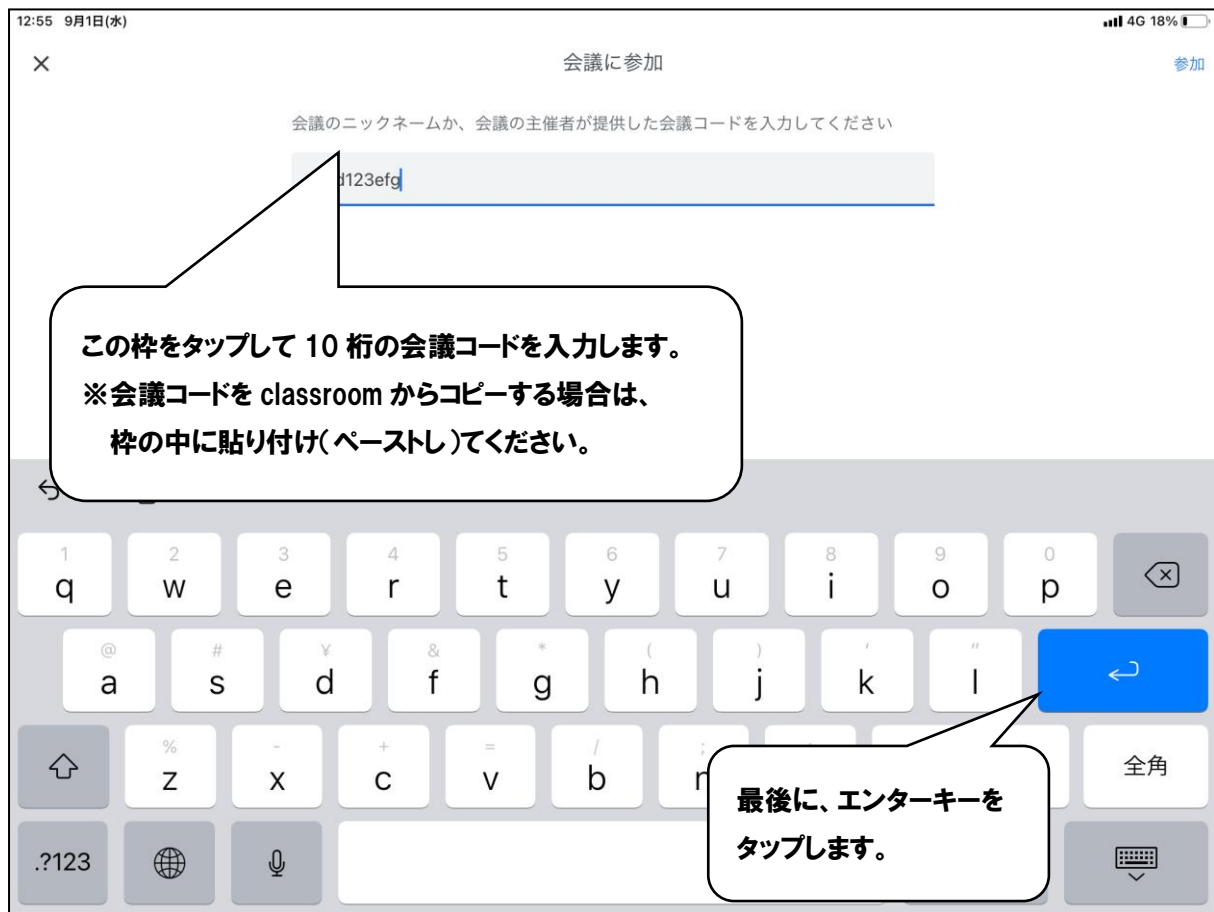 12:55 9月1日(水)
4G 18%
会議に参加
参加
会議のニックネームか、会議の主催者が提供した会議コードを入力してください
d123efg
この枠をタップして 10 桁の会議コードを入力します。
※会議コードを classroom からコピーする場合は、
枠の中に貼り付け(ペーストし)てください。
1 2 3 4 5 6 7 8 9 0
q w e r t y u i o p
@ # ¥ & * ( ) ' "
a s d f g h j k l
% - + = / ;
z x c v b
全角
最後に、エンターキーを
タップします。
.?123